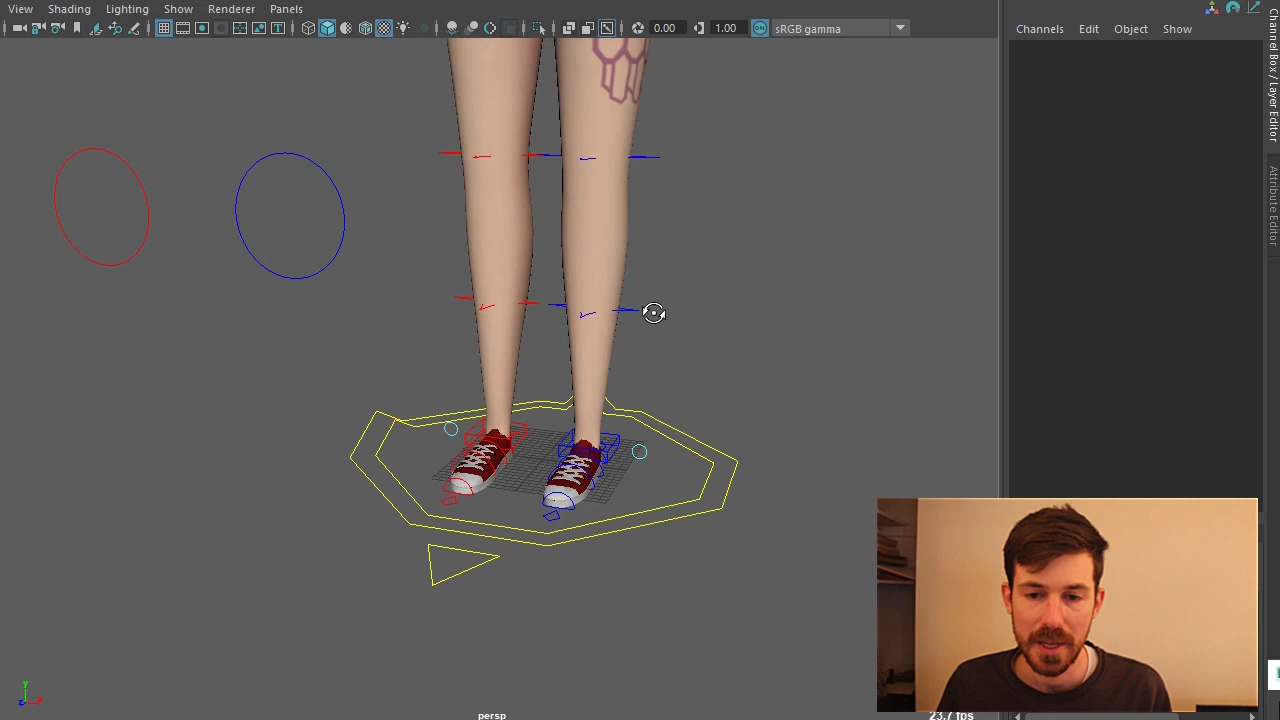 View Shading Lighting Show Renderer Panels
0.00 1.00 ON sRGB gamma
Channels Edit Object Show
Channel Box / Layer Editor
Attribute Editor
y
z x
persp
23.7 fps